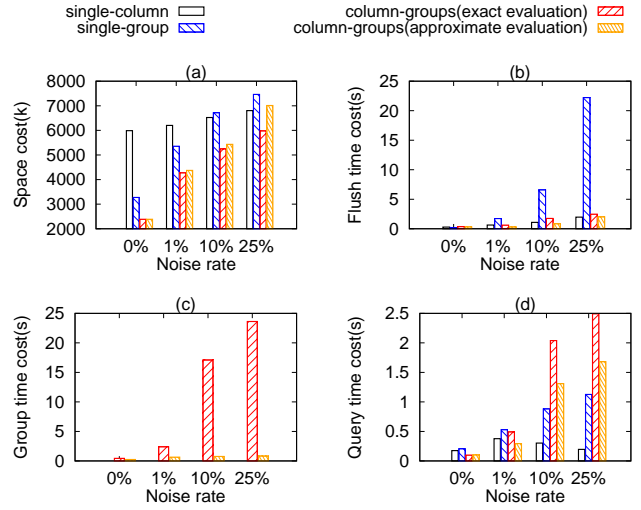 single-column
single-group
column-groups(exact evaluation)
column-groups(approximate evaluation)
(a)
Space cost(k)
8000
7000
6000
5000
4000
3000
2000
0% 1% 10% 25%
Noise rate
(b)
Flush time cost(s)
25
20
15
10
5
0
0% 1% 10% 25%
Noise rate
(c)
Group time cost(s)
25
20
15
10
5
0
0% 1% 10% 25%
Noise rate
(d)
Query time cost(s)
2.5
2
1.5
1
0.5
0
0% 1% 10% 25%
Noise rate